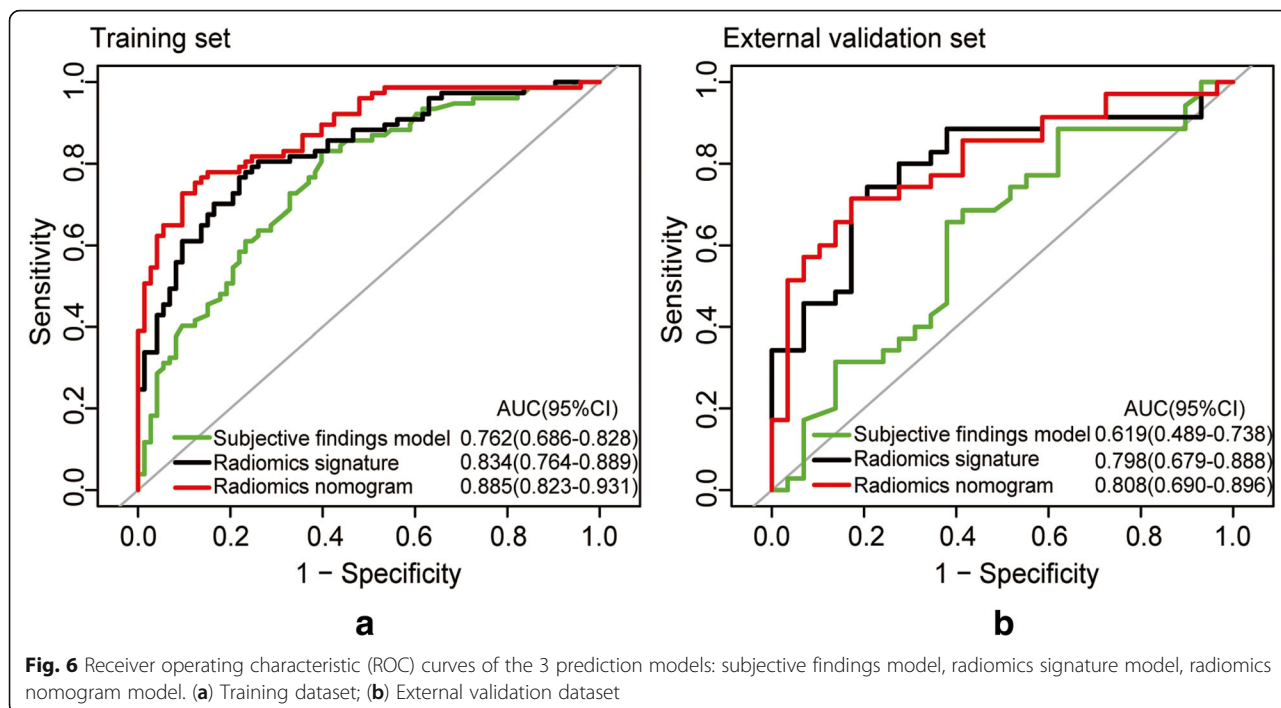 Training set
1.0
0.8
0.6
0.4
0.2
0.0
Sensitivity
AUC(95%CI)
Subjective findings model 0.762(0.686-0.828)
Radiomics signature 0.834(0.764-0.889)
Radiomics nomogram 0.885(0.823-0.931)
0.0 0.2 0.4 0.6 0.8 1.0
1 − Specificity
a
External validation set
1.0
0.8
0.6
0.4
0.2
0.0
Sensitivity
AUC(95%CI)
Subjective findings model 0.619(0.489-0.738)
Radiomics signature 0.798(0.679-0.888)
Radiomics nomogram 0.808(0.690-0.896)
0.0 0.2 0.4 0.6 0.8 1.0
1 − Specificity
b
Fig. 6 Receiver operating characteristic (ROC) curves of the 3 prediction models: subjective findings model, radiomics signature model, radiomics
nomogram model. (a) Training dataset; (b) External validation dataset